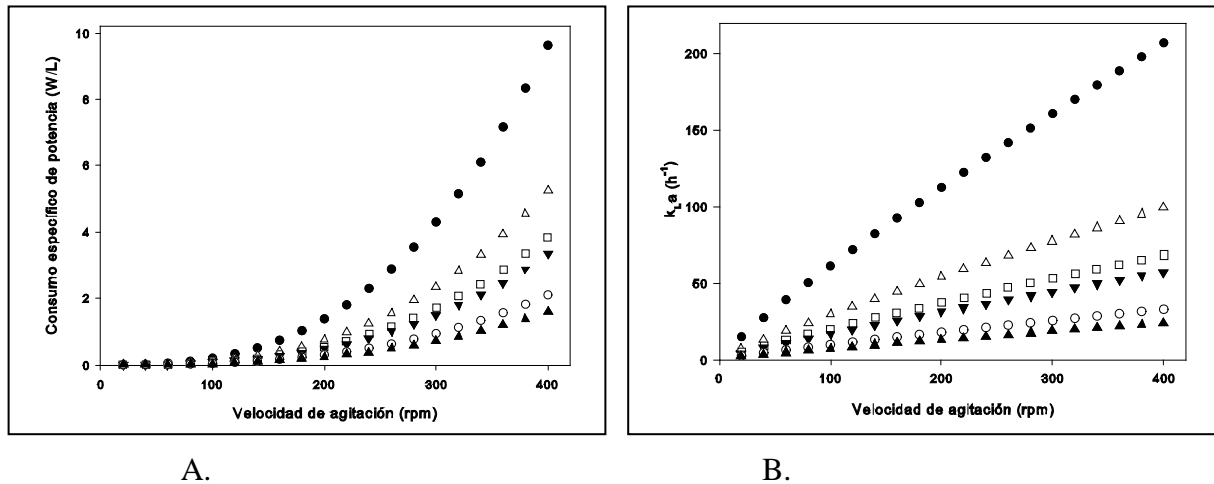 Consumo específico de potencia (W/L)
10
8
6
4
2
0
0 100 200 300 400
Velocidad de agitación (rpm)
k_L a (h⁻¹)
200
150
100
50
0
0 100 200 300 400
Velocidad de agitación (rpm)
A. B.